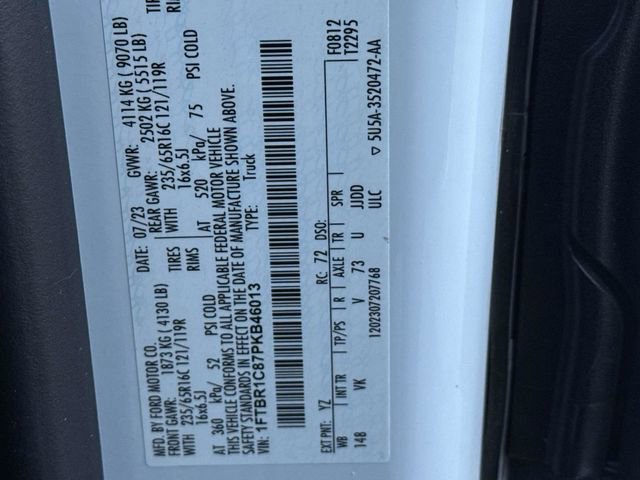 MFD. BY FORD MOTOR CO.
DATE: 07/23 GVWR: 4114 KG ( 9070 LB)
FRONT GAWR: 1873 KG ( 4130 LB) REAR GAWR: 2502 KG ( 5515 LB)
WITH 235/65R16C 121/119R TIRES WITH 235/65R16C 121/119R TIRE
16x6.5J RIMS 16x6.5J RIM
AT 360 kPa/ 52 PSI COLD AT 520 kPa/ 75 PSI COLD
THIS VEHICLE CONFORMS TO ALL APPLICABLE FEDERAL MOTOR VEHICLE
SAFETY STANDARDS IN EFFECT ON THE DATE OF MANUFACTURE SHOWN ABOVE.
VIN: 1FTBR1C87PKB46013 TYPE: Truck
F0812
T2295
EXT PNT: YZ RC: 72 DSO:
WB INT TR TP/PS R AXLE TR SPR
148 VK V 73 U JJDD
ULC
1202307207768 5U5A-3520472-AA